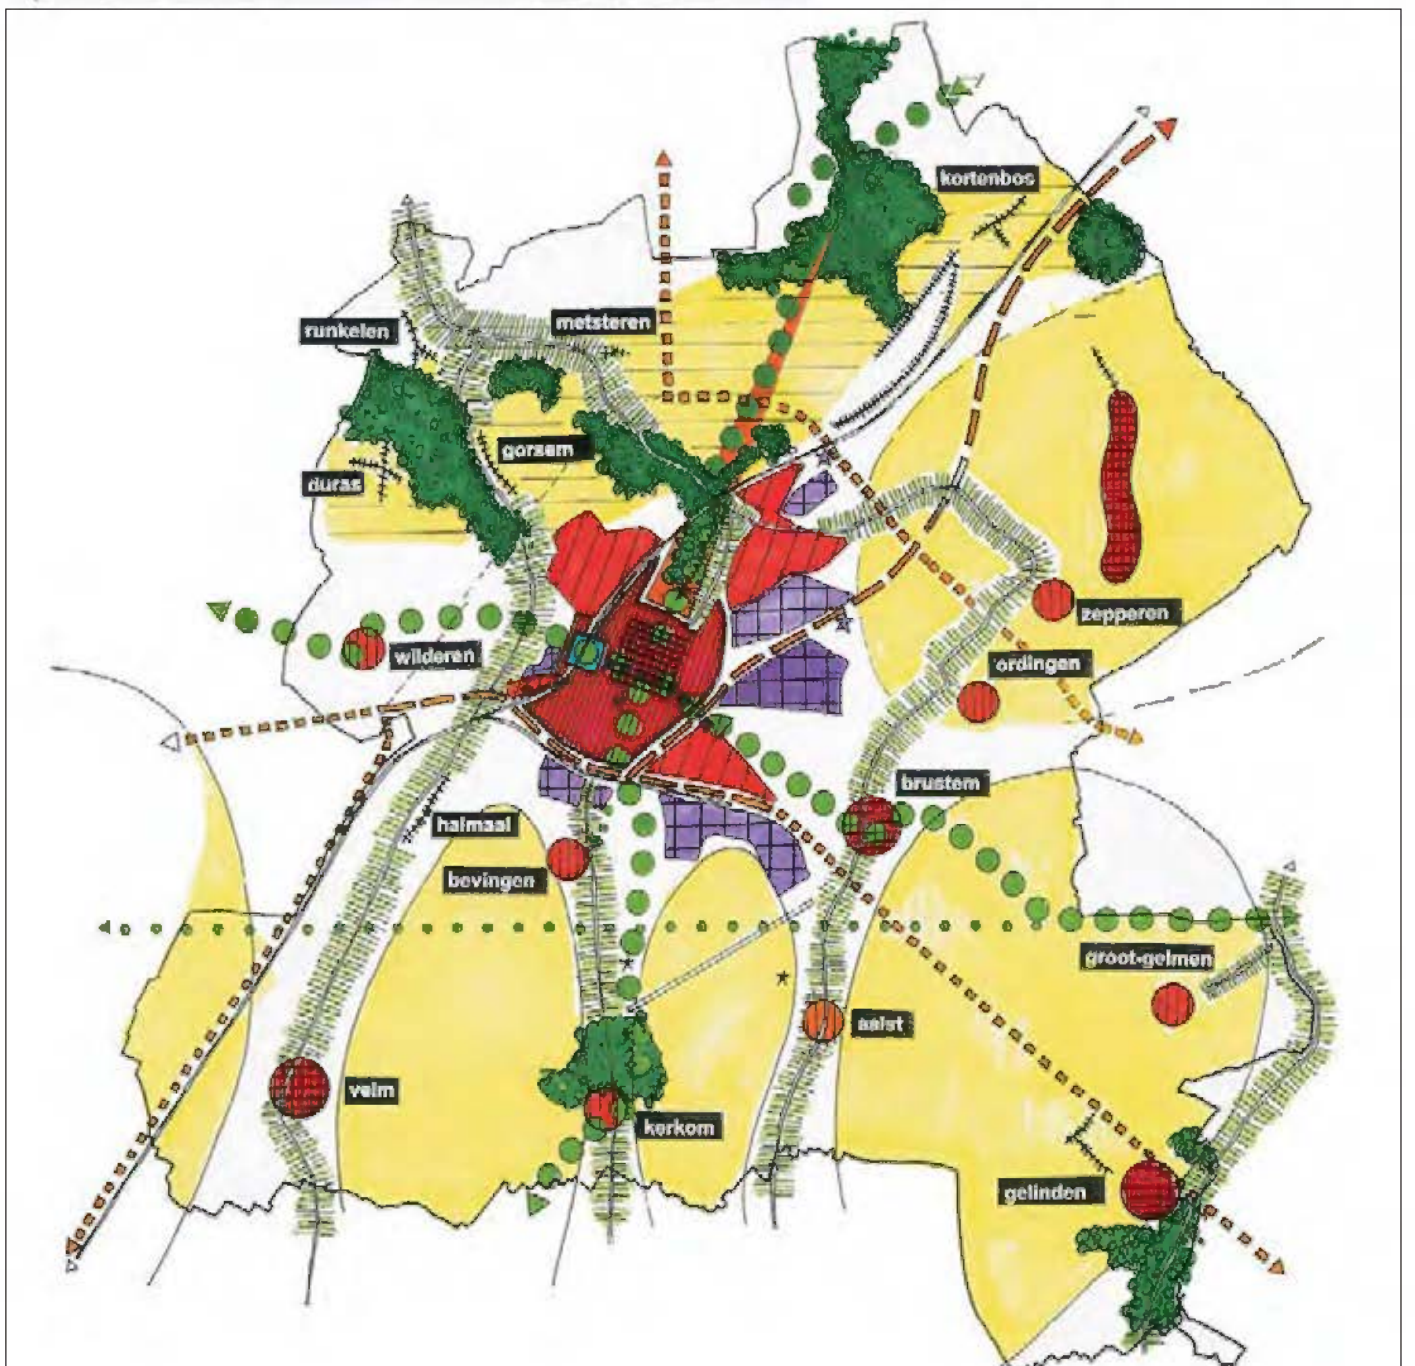 kortenbos
runkelen
metsteren
gorsem
duras
zepperen
wilderen
ordingen
brustem
halmaal
bevingen
groot-gelmen
aalst
velm
kerkom
gelinden